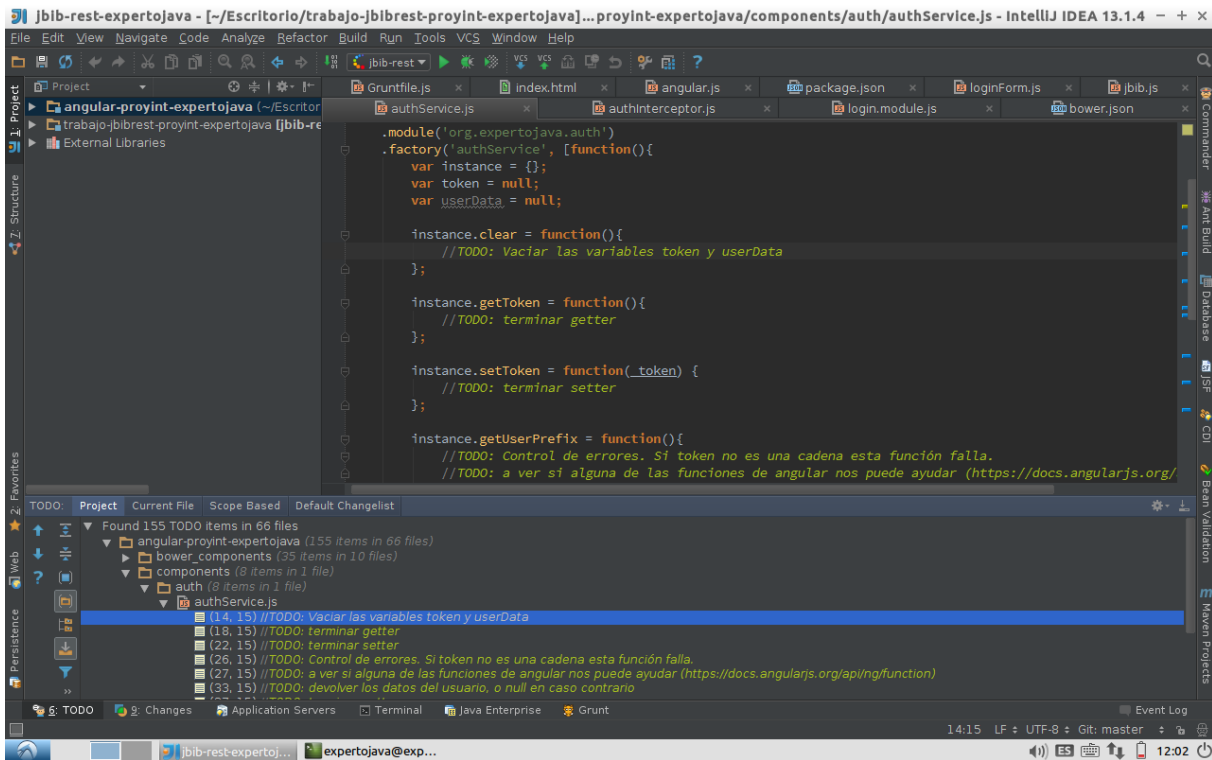 jbib-rest-expertojava - [~/Escritorio/trabajo-jbibrest-proyint-expertojava]...proyint-expertojava/components/auth/authService.js - IntelliJ IDEA 13.1.4
File Edit View Navigate Code Analyze Refactor Build Run Tools VCS Window Help
jbib-rest
Project
Gruntfile.js
index.html
angular.js
package.json
loginForm.js
jbib.js
authService.js
authInterceptor.js
login.module.js
bower.json
1: Project
Z: Structure
2: Favorites
Web
Persistence
angular-proyint-expertojava (~/Escritor
trabajo-jbibrest-proyint-expertojava [jbib-re
External Libraries
.module('org.expertojava.auth')
.factory('authService', [function(){
var instance = {};
var token = null;
var userData = null;
instance.clear = function(){
//TODO: Vaciar las variables token y userData
};
instance.getToken = function(){
//TODO: terminar getter
};
instance.setToken = function(_token) {
//TODO: terminar setter
};
instance.getUserPrefix = function(){
//TODO: Control de errores. Si token no es una cadena esta función falla.
//TODO: a ver si alguna de las funciones de angular nos puede ayudar (https://docs.angularjs.org/
Commander
Ant Build
Database
JSF
CDI
Bean Validation
Maven Projects
TODO: Project Current File Scope Based Default Changelist
Found 155 TODO items in 66 files
angular-proyint-expertojava (155 items in 66 files)
bower_components (35 items in 10 files)
components (8 items in 1 file)
auth (8 items in 1 file)
authService.js
(14, 15) //TODO: Vaciar las variables token y userData
(18, 15) //TODO: terminar getter
(22, 15) //TODO: terminar setter
(26, 15) //TODO: Control de errores. Si token no es una cadena esta función falla.
(27, 15) //TODO: a ver si alguna de las funciones de angular nos puede ayudar (https://docs.angularjs.org/api/ng/function)
(33, 15) //TODO: devolver los datos del usuario, o null en caso contrario
6: TODO
9: Changes
Application Servers
Terminal
Java Enterprise
Grunt
Event Log
14:15 LF UTF-8 Git: master
jbib-rest-expertoj...
expertojava@exp...
ES
12:02